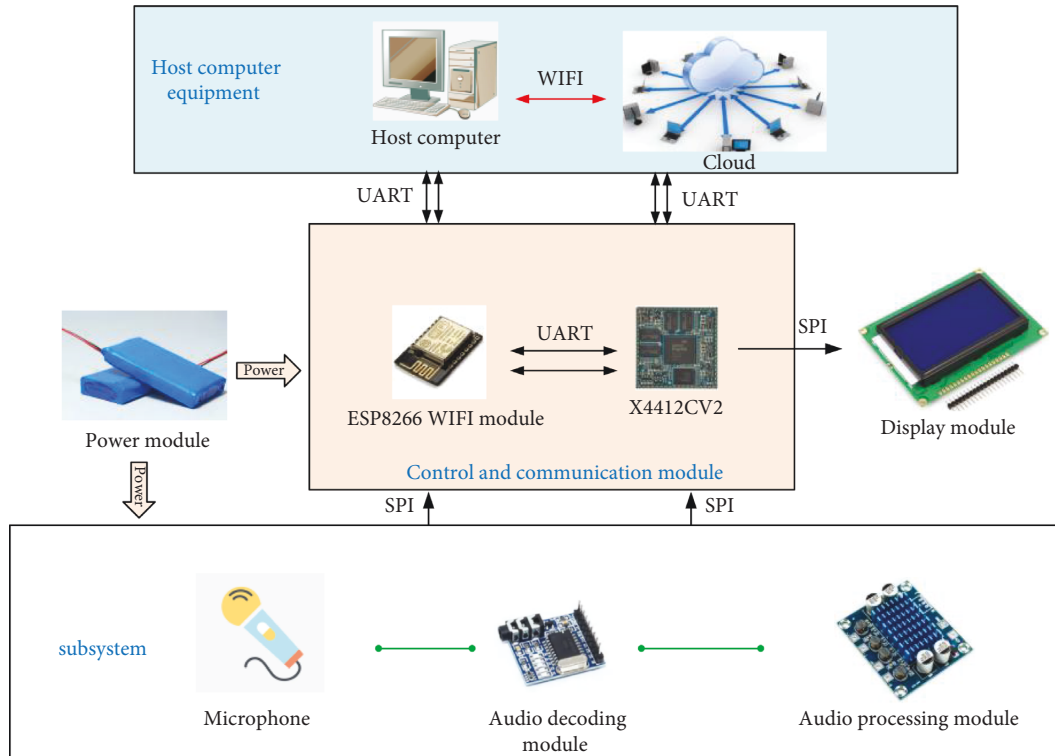 Host computer
equipment
WIFI
Host computer
Cloud
UART
UART
UART
SPI
Power
ESP8266 WIFI module
X4412CV2
Power module
Display module
Control and communication module
Power
SPI
SPI
subsystem
Microphone
Audio decoding
module
Audio processing module